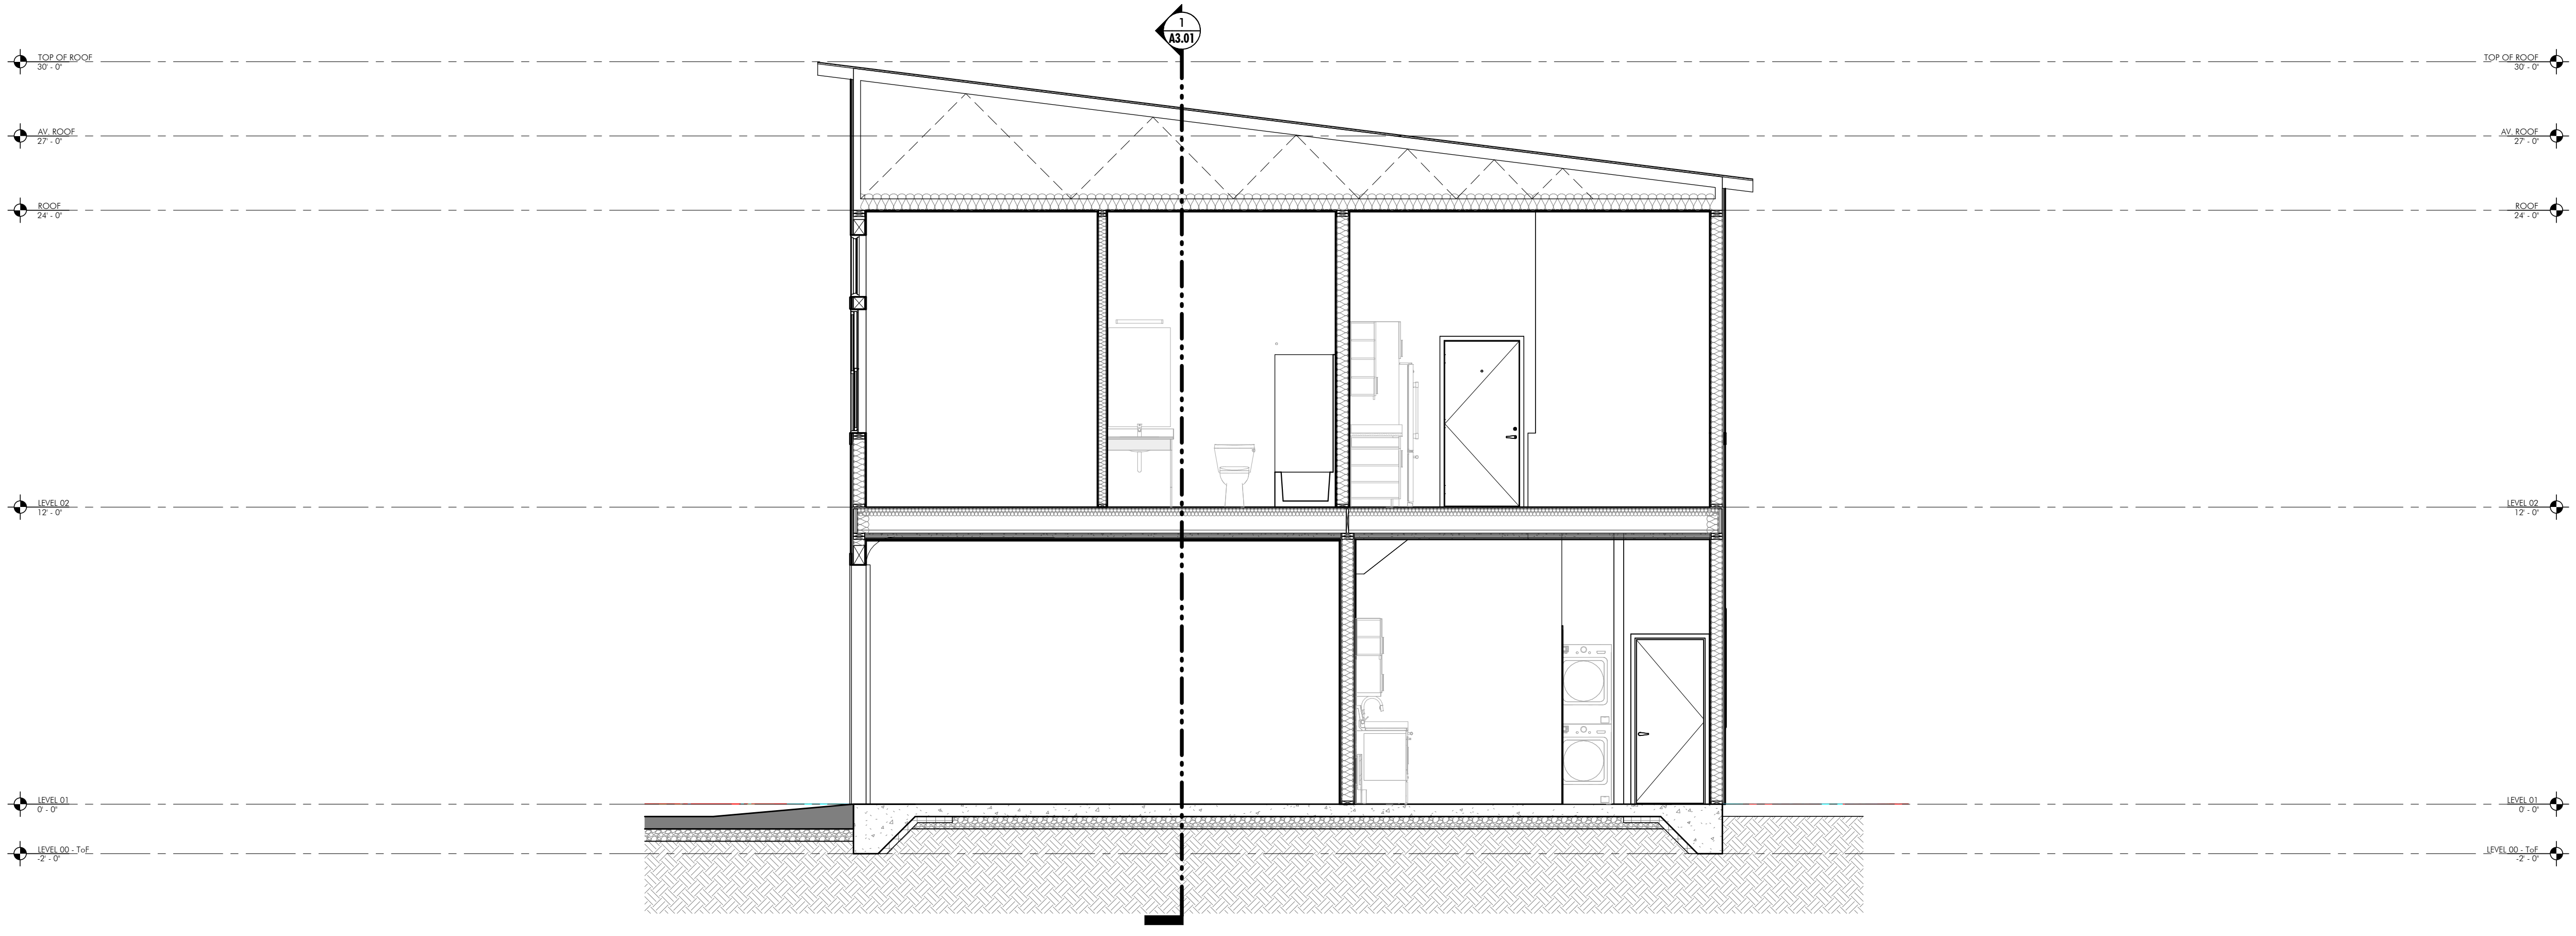 1
A3.01
TOP OF ROOF
30' - 0"
TOP OF ROOF
30' - 0"
AV. ROOF
27' - 0"
AV. ROOF
27' - 0"
ROOF
24' - 0"
ROOF
24' - 0"
LEVEL 02
12' - 0"
LEVEL 02
12' - 0"
LEVEL 01
0' - 0"
LEVEL 01
0' - 0"
LEVEL 00 - ToF
-2' - 0"
LEVEL 00 - ToF
-2' - 0"